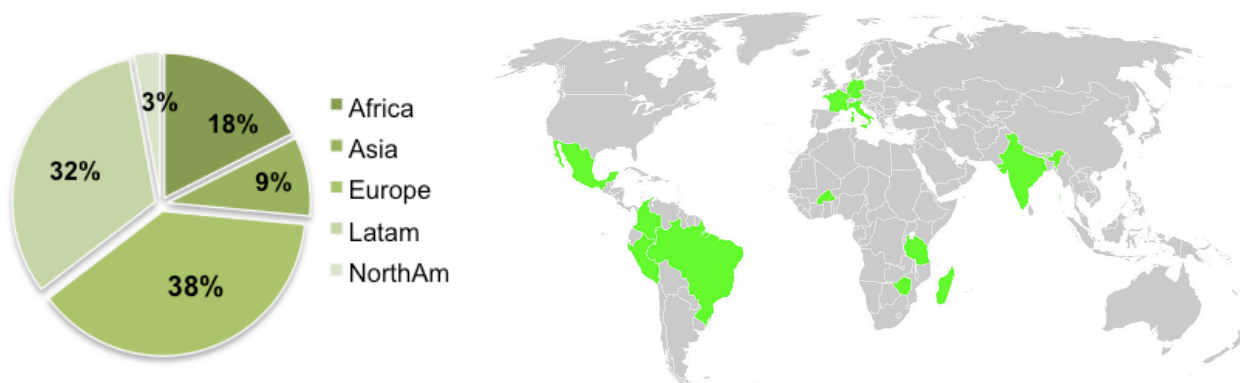 3%
18%
9%
38%
32%
Africa
Asia
Europe
Latam
NorthAm